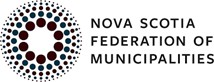 NOVA SCOTIA
FEDERATION OF
MUNICIPALITIES